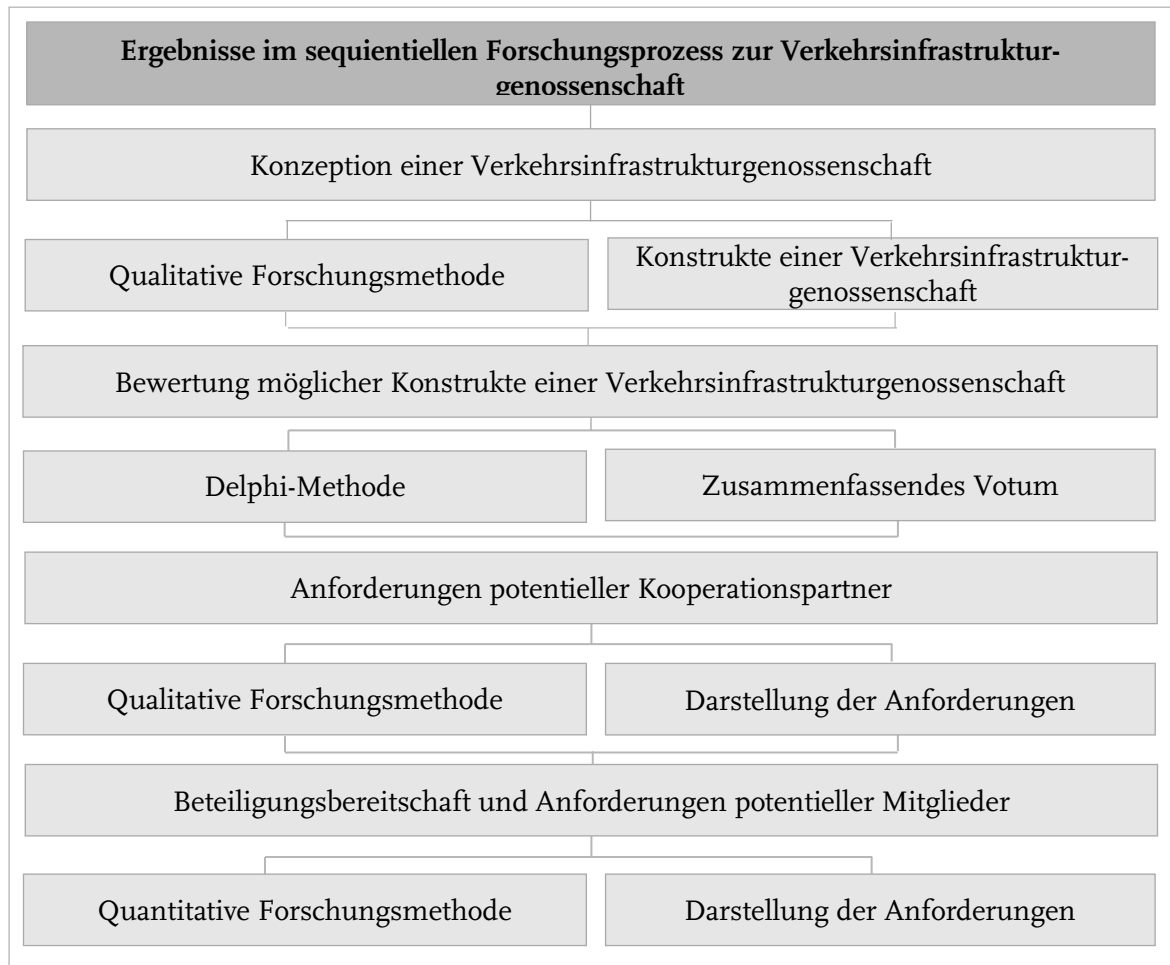 Ergebnisse im sequientiellen Forschungsprozess zur Verkehrsinfrastruktur-
genossenschaft
Konzeption einer Verkehrsinfrastrukturgenossenschaft
Qualitative Forschungsmethode
Konstrukte einer Verkehrsinfrastruktur-
genossenschaft
Bewertung möglicher Konstrukte einer Verkehrsinfrastrukturgenossenschaft
Delphi-Methode
Zusammenfassendes Votum
Anforderungen potentieller Kooperationspartner
Qualitative Forschungsmethode
Darstellung der Anforderungen
Beteiligungsbereitschaft und Anforderungen potentieller Mitglieder
Quantitative Forschungsmethode
Darstellung der Anforderungen